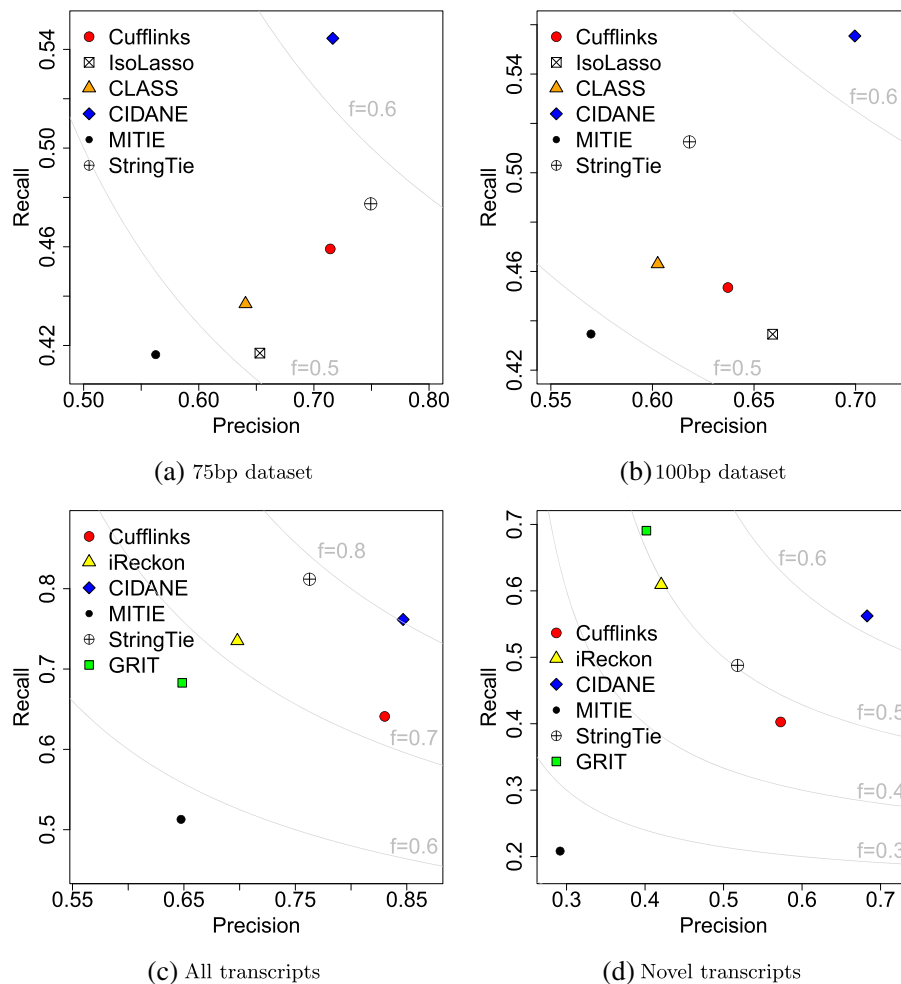 Cufflinks
IsoLasso
CLASS
CIDANE
MITIE
StringTie
f=0.6
f=0.5
0.54
0.50
0.46
0.42
Recall
0.50 0.60 0.70 0.80
Precision
(a) 75bp dataset
Cufflinks
IsoLasso
CLASS
CIDANE
MITIE
StringTie
f=0.6
f=0.5
0.54
0.50
0.46
0.42
Recall
0.55 0.60 0.65 0.70
Precision
(b) 100bp dataset
Cufflinks
iReckon
CIDANE
MITIE
StringTie
GRIT
f=0.8
f=0.7
f=0.6
0.8
0.7
0.6
0.5
Recall
0.55 0.65 0.75 0.85
Precision
(c) All transcripts
f=0.6
Cufflinks
iReckon
CIDANE
MITIE
StringTie
GRIT
f=0.5
f=0.4
f=0.3
0.7
0.6
0.5
0.4
0.3
0.2
Recall
0.3 0.4 0.5 0.6 0.7
Precision
(d) Novel transcripts